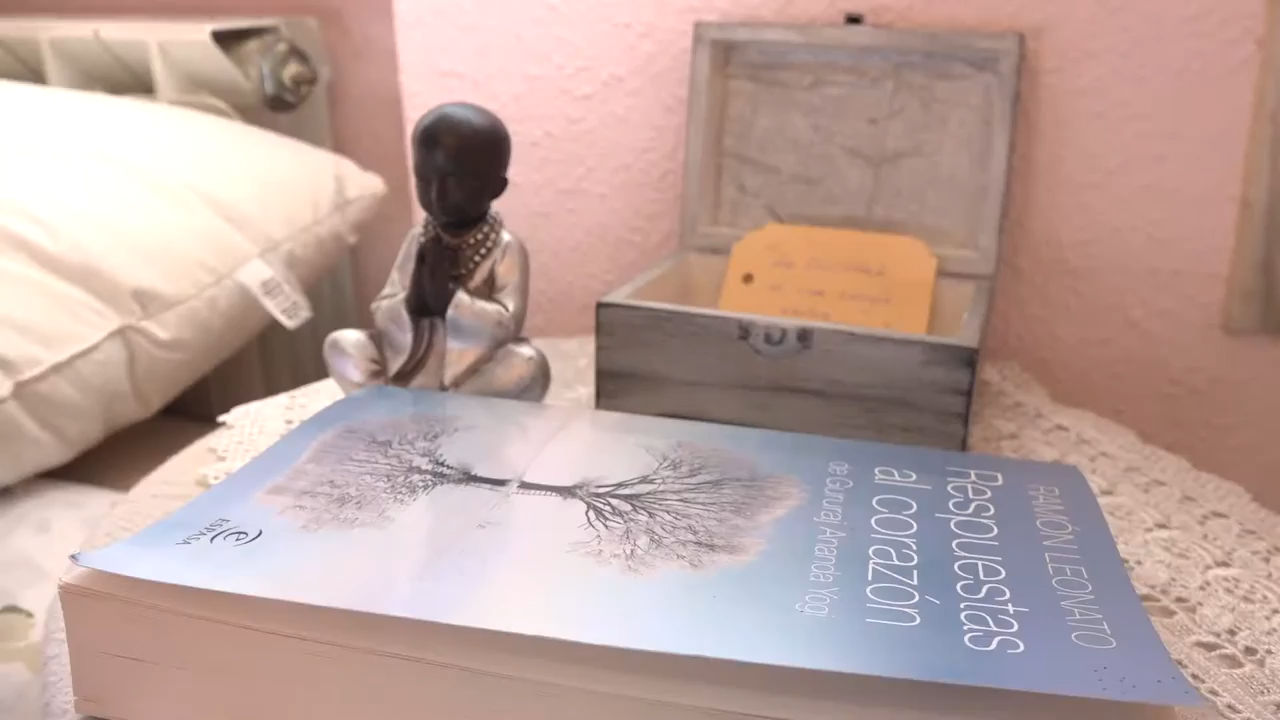 RAMÓN LEONATO
Respuestas
al corazón
de Gururaj Ananda Yogi
e
ESPASA